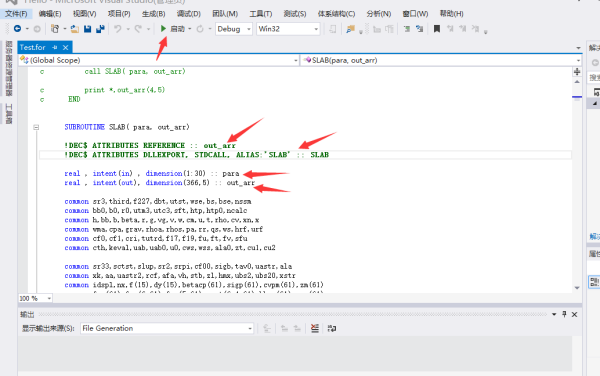 Hello - Microsoft Visual Studio(管理员)
文件(F) 编辑(E) 视图(V) 项目(P) 生成(B) 调试(D) 团队(M) 工具(T) 测试(S) 体系结构(C) 分析(N) 窗口(W) 帮助(H)
启动 Debug Win32
Test.for
(Global Scope) SLAB(para, out_arr)
c call SLAB( para, out_arr)
c print *,out_arr(4,5)
c END
SUBROUTINE SLAB( para, out_arr)
!DEC$ ATTRIBUTES REFERENCE :: out_arr
!DEC$ ATTRIBUTES DLLEXPORT, STDCALL, ALIAS:'SLAB' :: SLAB
real , intent(in) , dimension(1:30) :: para
real , intent(out), dimension(366,5) :: out_arr
common sr3,third,f227,dbt,utst,wse,bs,bse,nssm
common bb0,b0,r0,utm3,utc3,sft,htp,htp0,ncalc
common h,bb,b,beta,r,g,vg,v,w,cm,u,t,rho,cv,xn,x
common wma,cpa,grav,rhoa,rhos,pa,rr,qs,ws,hrf,urf
common cf0,cf1,cri,tutrd,f17,f19,fu,ft,fv,sfu
common cth,keval,uab,uab0,u0,cws,wss,ala0,zt,cu1,cu2
common sr33,sctst,slup,sr2,srpi,cf00,sigb,tav0,uastr,ala
common xk,aa,uastr2,rcf,afa,vh,stb,zl,hmx,ubs2,ubs20,xstr
common idspl,nx,f(15),dy(15),betacp(61),sigp(61),cvpm(61),zm(61)
100 %
输出
显示输出来源(S): File Generation